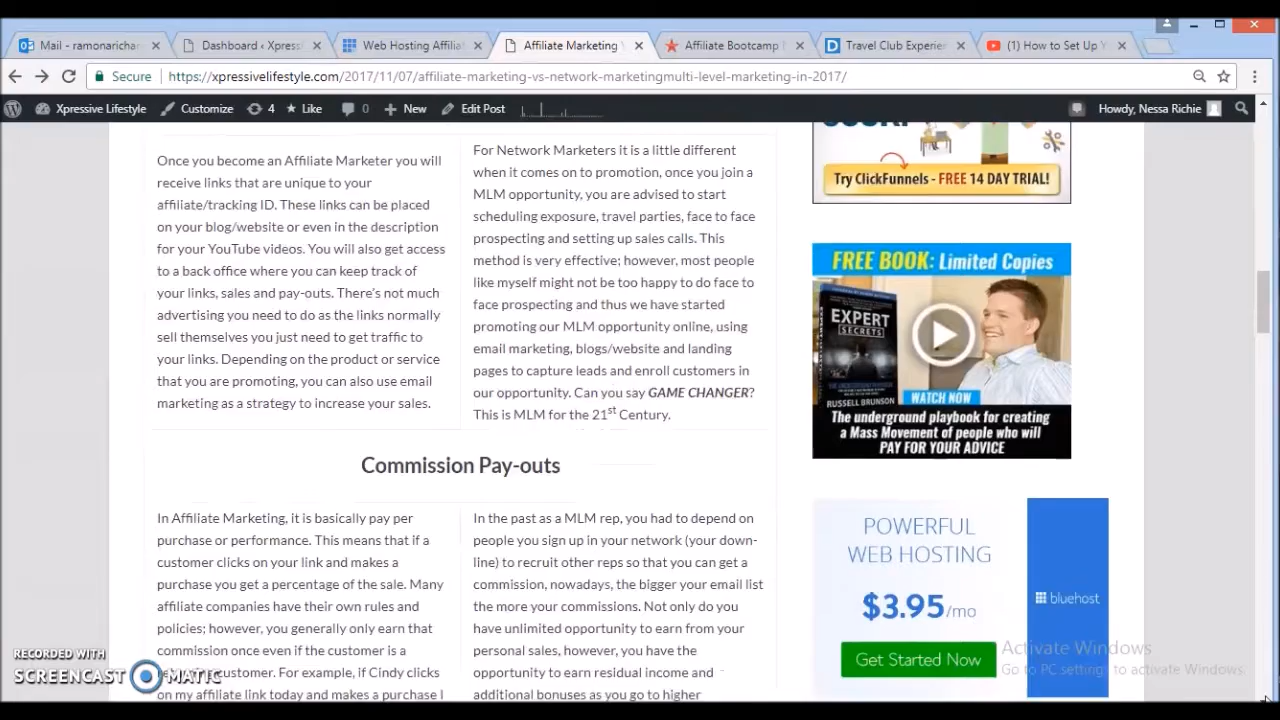 Mail - ramonarichar
Dashboard ‹ Xpress
Web Hosting Affilia
Affiliate Marketing V
Affiliate Bootcamp
Travel Club Experien
(1) How to Set Up Y
Secure
https://xpressivelifestyle.com/2017/11/07/affiliate-marketing-vs-network-marketingmulti-level-marketing-in-2017/
Xpressive Lifestyle
Customize
4
Like
0
New
Edit Post
Howdy, Nessa Richie
Once you become an Affiliate Marketer you will
receive links that are unique to your
affiliate/tracking ID. These links can be placed
on your blog/website or even in the description
for your YouTube videos. You will also get access
to a back office where you can keep track of
your links, sales and pay-outs. There's not much
advertising you need to do as the links normally
sell themselves you just need to get traffic to
your links. Depending on the product or service
that you are promoting, you can also use email
marketing as a strategy to increase your sales.
For Network Marketers it is a little different
when it comes on to promotion, once you join a
MLM opportunity, you are advised to start
scheduling exposure, travel parties, face to face
prospecting and setting up sales calls. This
method is very effective; however, most people
like myself might not be too happy to do face to
face prospecting and thus we have started
promoting our MLM opportunity online, using
email marketing, blogs/website and landing
pages to capture leads and enroll customers in
our opportunity. Can you say GAME CHANGER?
This is MLM for the 21st Century.
Commission Pay-outs
In Affiliate Marketing, it is basically pay per
purchase or performance. This means that if a
customer clicks on your link and makes a
purchase you get a percentage of the sale. Many
affiliate companies have their own rules and
policies; however, you generally only earn that
commission once even if the customer is a
customer. For example, if Cindy clicks
on my affiliate link today and makes a purchase I
In the past as a MLM rep, you had to depend on
people you sign up in your network (your down-
line) to recruit other reps so that you can get a
commission, nowadays, the bigger your email list
the more your commissions. Not only do you
have unlimited opportunity to earn from your
personal sales, however, you have the
opportunity to earn residual income and
additional bonuses as you go to higher
Try ClickFunnels - FREE 14 DAY TRIAL!
FREE BOOK: Limited Copies
EXPERT
SECRETS
RUSSELL BRUNSON
WATCH NOW
The underground playbook for creating
a Mass Movement of people who will
PAY FOR YOUR ADVICE
POWERFUL
WEB HOSTING
$3.95/mo
Get Started Now
bluehost
Activate Windows
Go to PC settings to activate Windows.
RECORDED WITH
SCREENCAST MATIC